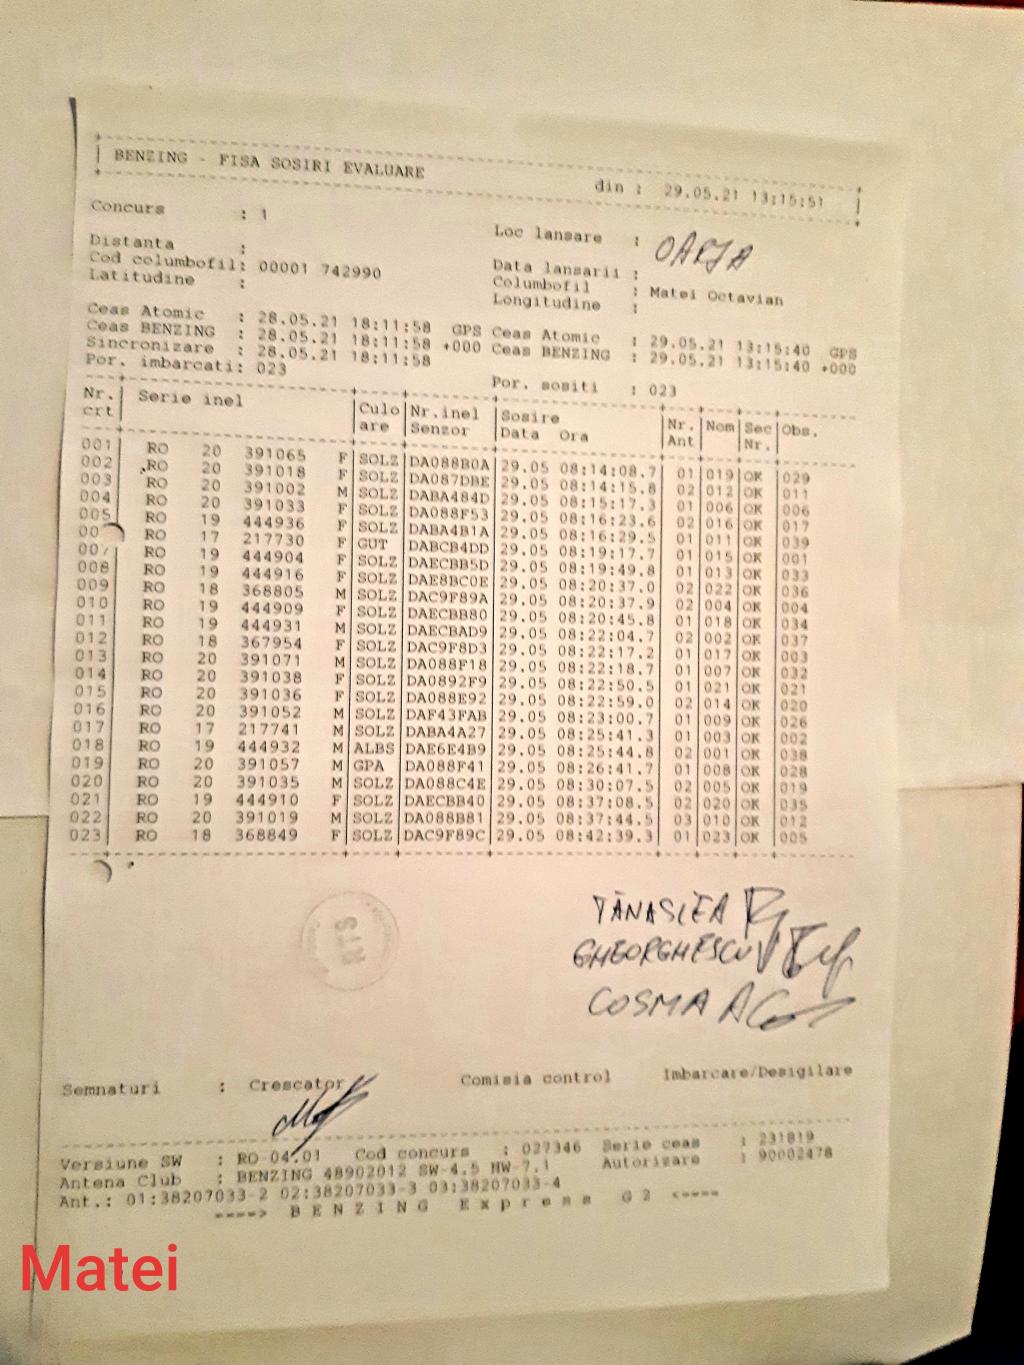 BENZING - FISA SOSIRI EVALUARE
din : 29.05.21 13:15:51
Concurs : 1
Loc lansare : OARJA
Distanta :
Data lansarii :
Cod columbofil: 00001 742990
Columbofil : Matei Octavian
Latitudine :
Longitudine :
Ceas Atomic : 28.05.21 18:11:58 GPS Ceas Atomic : 29.05.21 13:15:40 GPS
Ceas BENZING : 28.05.21 18:11:58 +000 Ceas BENZING : 29.05.21 13:15:40 +000
Sincronizare : 28.05.21 18:11:58
Por. imbarcati: 023
Por. sositi : 023
Nr. crt Serie inel Culo are Nr.inel Senzor Sosire Data Ora Nr. Ant Nom Sec Nr. Obs.
001 RO 20 391065 F SOLZ DA088B0A 29.05 08:14:08.7 01 019 OK 029
002 RO 20 391018 F SOLZ DA087DBE 29.05 08:14:15.8 02 012 OK 011
003 RO 20 391002 M SOLZ DABA484D 29.05 08:15:17.3 01 006 OK 006
004 RO 20 391033 F SOLZ DA088F53 29.05 08:16:23.6 02 016 OK 017
005 RO 19 444936 F SOLZ DABA4B1A 29.05 08:16:29.5 01 011 OK 039
00 RO 17 217730 F GUT DABCB4DD 29.05 08:19:17.7 01 015 OK 001
007 RO 19 444904 F SOLZ DAECBB5D 29.05 08:19:49.8 01 013 OK 033
008 RO 19 444916 F SOLZ DAE8BC0E 29.05 08:20:37.0 02 022 OK 036
009 RO 18 368805 M SOLZ DAC9F89A 29.05 08:20:37.9 02 004 OK 004
010 RO 19 444909 F SOLZ DAECBB80 29.05 08:20:45.8 01 018 OK 034
011 RO 19 444931 M SOLZ DAECBAD9 29.05 08:22:04.7 02 002 OK 037
012 RO 18 367954 F SOLZ DAC9F8D3 29.05 08:22:17.2 01 017 OK 003
013 RO 20 391071 M SOLZ DA088F18 29.05 08:22:18.7 01 007 OK 032
014 RO 20 391038 F SOLZ DA0892F9 29.05 08:22:50.5 01 021 OK 021
015 RO 20 391036 F SOLZ DA088E92 29.05 08:22:59.0 02 014 OK 020
016 RO 20 391052 M SOLZ DAF43FAB 29.05 08:23:00.7 01 009 OK 026
017 RO 17 217741 M SOLZ DABA4A27 29.05 08:25:41.3 01 003 OK 002
018 RO 19 444932 M ALBS DAE6E4B9 29.05 08:25:44.8 02 001 OK 038
019 RO 20 391057 M GPA DA088F41 29.05 08:26:41.7 01 008 OK 028
020 RO 20 391035 M SOLZ DA088C4E 29.05 08:30:07.5 02 005 OK 019
021 RO 19 444910 F SOLZ DAECBB40 29.05 08:37:08.5 02 020 OK 035
022 RO 20 391019 M SOLZ DA088B81 29.05 08:37:44.5 03 010 OK 012
023 RO 18 368849 F SOLZ DAC9F89C 29.05 08:42:39.3 01 023 OK 005
TĂNASLEA
GHEORGHESCU
COSMA A
Semnaturi : Crescator Comisia control Imbarcare/Desigilare
Versiune SW : RO-04.01 Cod concurs : 027346 Serie ceas : 231819
Antena Club : BENZING 48902012 SW-4.5 HW-7.1 Autorizare : 90002478
Ant.: 01:38207033-2 02:38207033-3 03:38207033-4
----> BENZING Express G2 <----
Matei